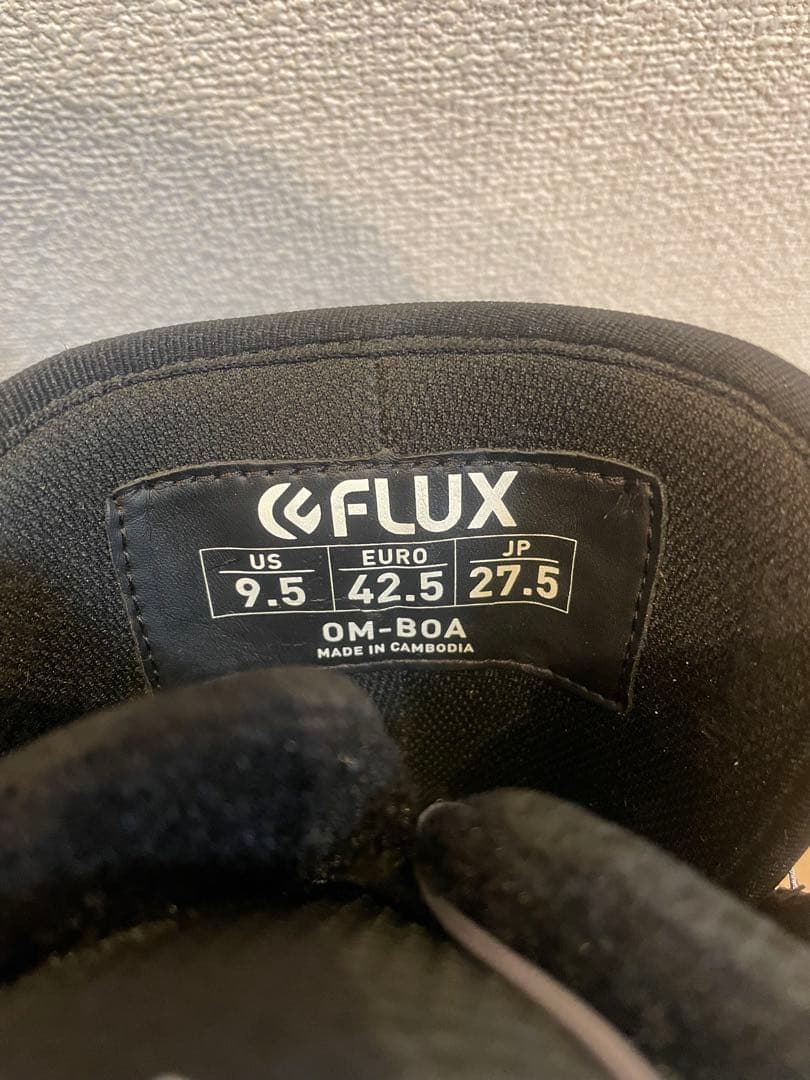 FLUX
US EURO JP
9.5 42.5 27.5
OM-BOA
MADE IN CAMBODIA